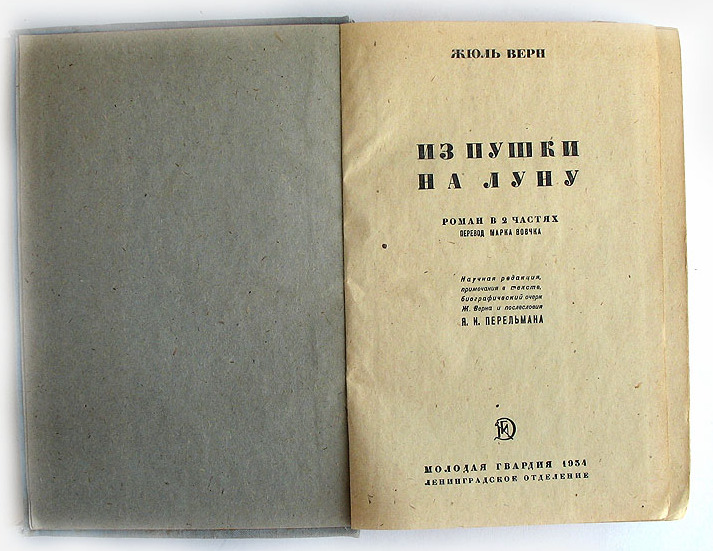 ЖЮЛЬ ВЕРН
ИЗ ПУШКИ
НА ЛУНУ
РОМАН В 2 ЧАСТЯХ
ПЕРЕВОД МАРКА ВОВЧКА
Научная редакция,
примечания в тексте,
биографический очерк
Ж. Верна и послесловия
Я. И. ПЕРЕЛЬМАНА
МОЛОДАЯ ГВАРДИЯ 1934
ЛЕНИНГРАДСКОЕ ОТДЕЛЕНИЕ